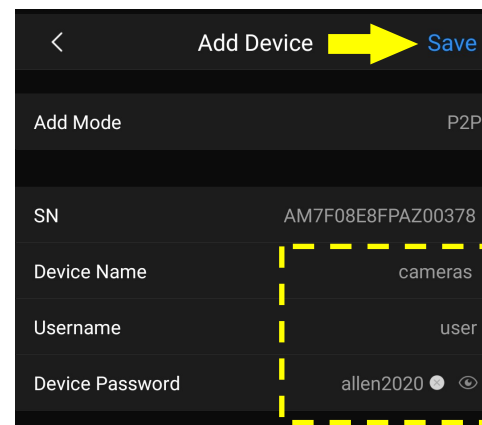 Add Device Save
Add Mode P2P
SN AM7F08E8FPAZ00378
Device Name cameras
Username user
Device Password allen2020